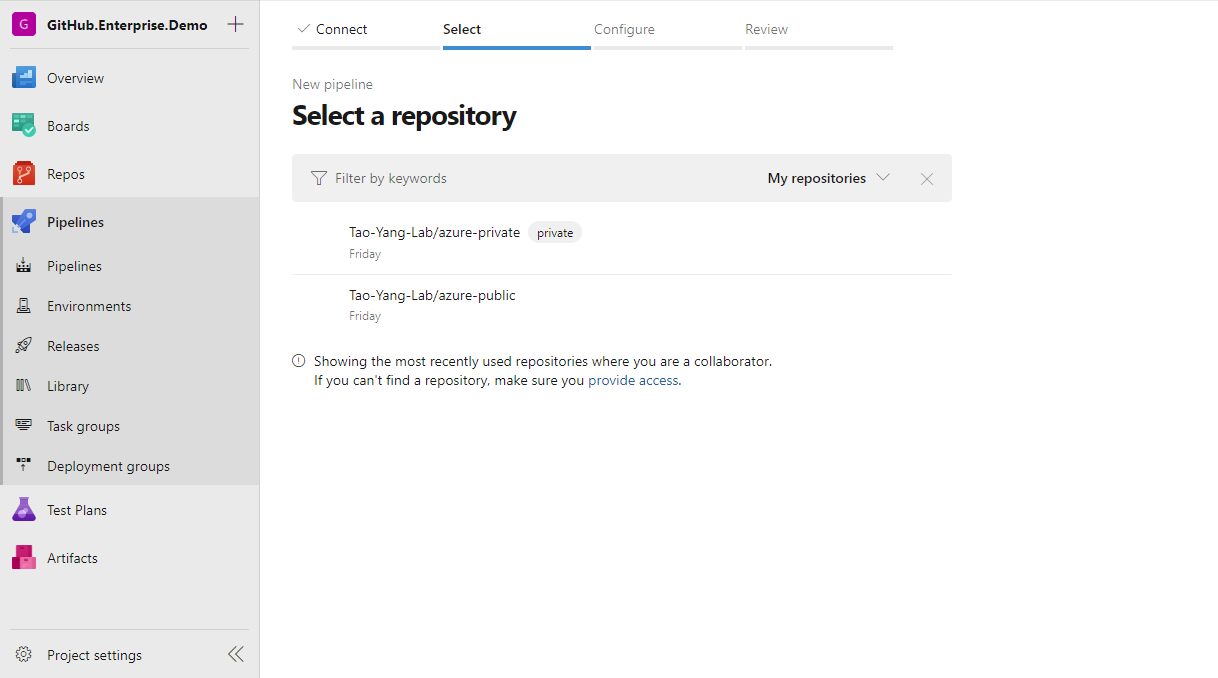 G GitHub.Enterprise.Demo
Overview
Boards
Repos
Pipelines
Pipelines
Environments
Releases
Library
Task groups
Deployment groups
Test Plans
Artifacts
Project settings
Connect Select Configure Review
New pipeline
Select a repository
Filter by keywords My repositories
Tao-Yang-Lab/azure-private private
Friday
Tao-Yang-Lab/azure-public
Friday
Showing the most recently used repositories where you are a collaborator.
If you can't find a repository, make sure you provide access.